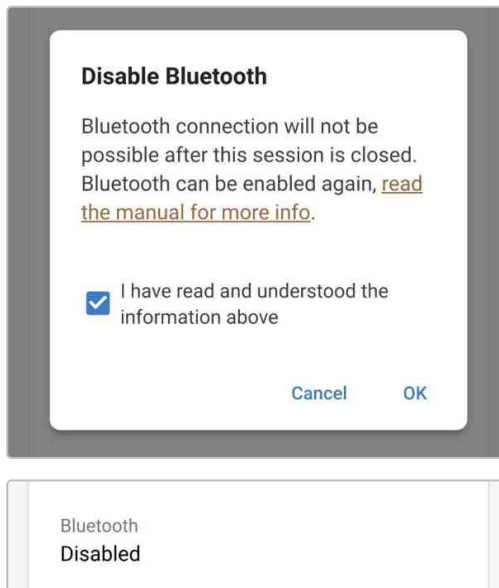 Disable Bluetooth
Bluetooth connection will not be
possible after this session is closed.
Bluetooth can be enabled again, read
the manual for more info.
I have read and understood the
information above
Cancel OK
Bluetooth
Disabled